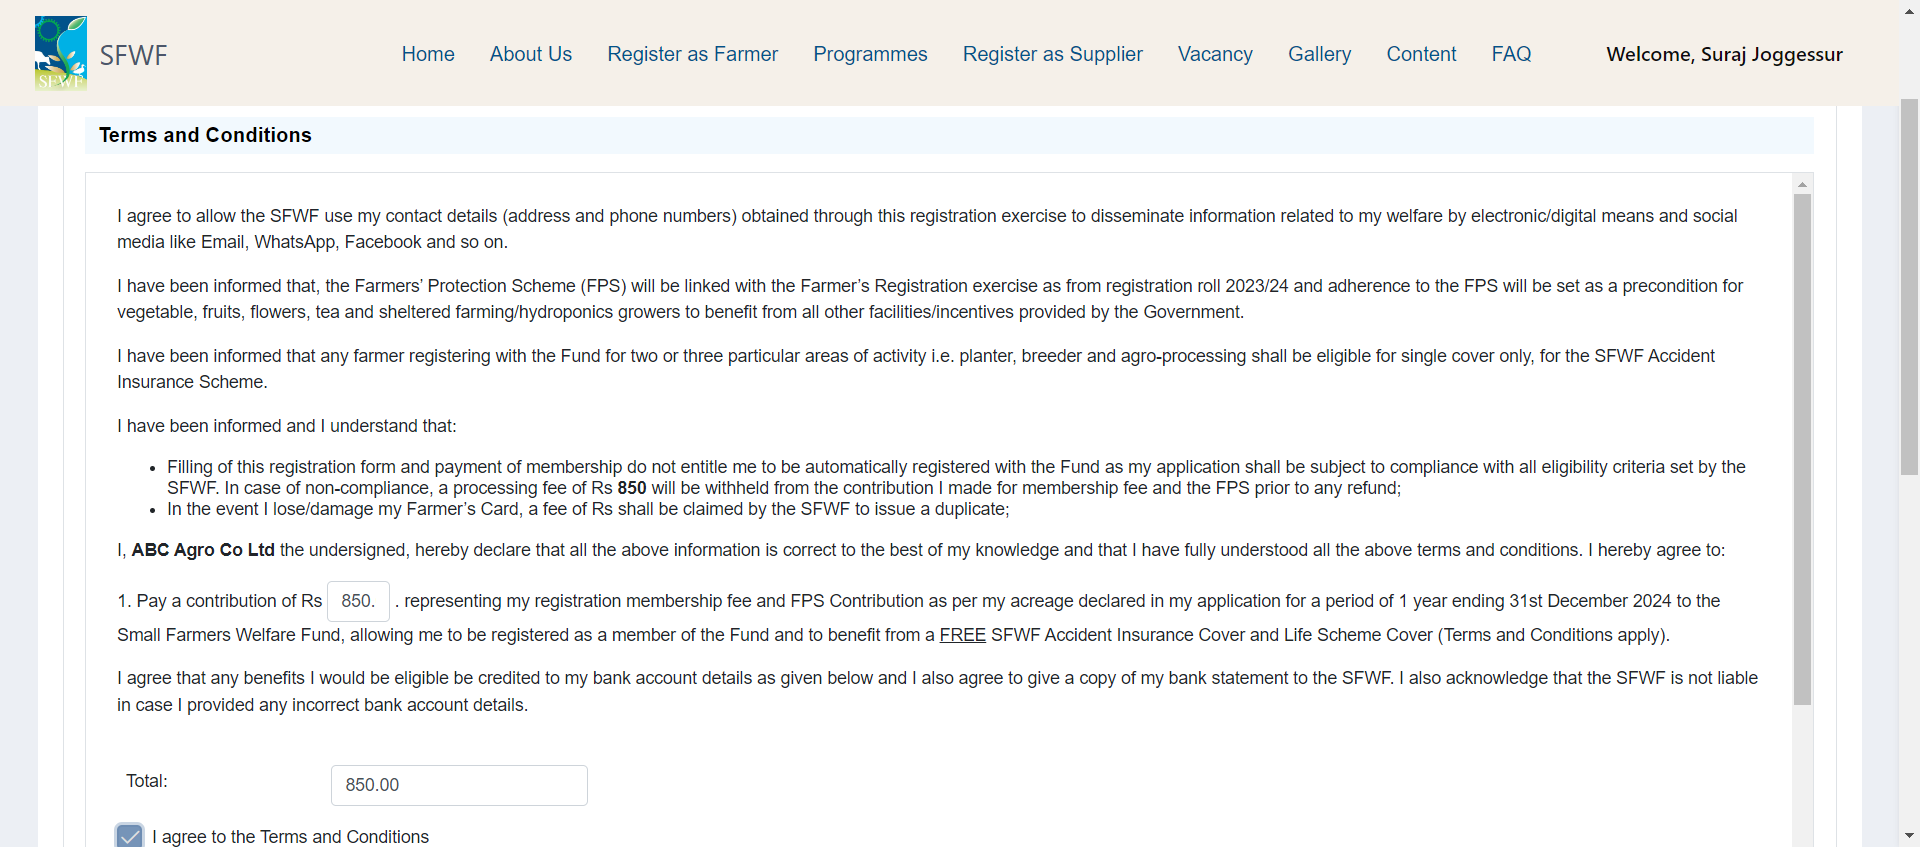 SFWF
SFWF
Home About Us Register as Farmer Programmes Register as Supplier Vacancy Gallery Content FAQ Welcome, Suraj Joggessur
Terms and Conditions
I agree to allow the SFWF use my contact details (address and phone numbers) obtained through this registration exercise to disseminate information related to my welfare by electronic/digital means and social
media like Email, WhatsApp, Facebook and so on.
I have been informed that, the Farmers’ Protection Scheme (FPS) will be linked with the Farmer’s Registration exercise as from registration roll 2023/24 and adherence to the FPS will be set as a precondition for
vegetable, fruits, flowers, tea and sheltered farming/hydroponics growers to benefit from all other facilities/incentives provided by the Government.
I have been informed that any farmer registering with the Fund for two or three particular areas of activity i.e. planter, breeder and agro-processing shall be eligible for single cover only, for the SFWF Accident
Insurance Scheme.
I have been informed and I understand that:
• Filling of this registration form and payment of membership do not entitle me to be automatically registered with the Fund as my application shall be subject to compliance with all eligibility criteria set by the
SFWF. In case of non-compliance, a processing fee of Rs 850 will be withheld from the contribution I made for membership fee and the FPS prior to any refund;
• In the event I lose/damage my Farmer’s Card, a fee of Rs shall be claimed by the SFWF to issue a duplicate;
I, ABC Agro Co Ltd the undersigned, hereby declare that all the above information is correct to the best of my knowledge and that I have fully understood all the above terms and conditions. I hereby agree to:
1. Pay a contribution of Rs 850. . representing my registration membership fee and FPS Contribution as per my acreage declared in my application for a period of 1 year ending 31st December 2024 to the
Small Farmers Welfare Fund, allowing me to be registered as a member of the Fund and to benefit from a FREE SFWF Accident Insurance Cover and Life Scheme Cover (Terms and Conditions apply).
I agree that any benefits I would be eligible be credited to my bank account details as given below and I also agree to give a copy of my bank statement to the SFWF. I also acknowledge that the SFWF is not liable
in case I provided any incorrect bank account details.
Total: 850.00
I agree to the Terms and Conditions